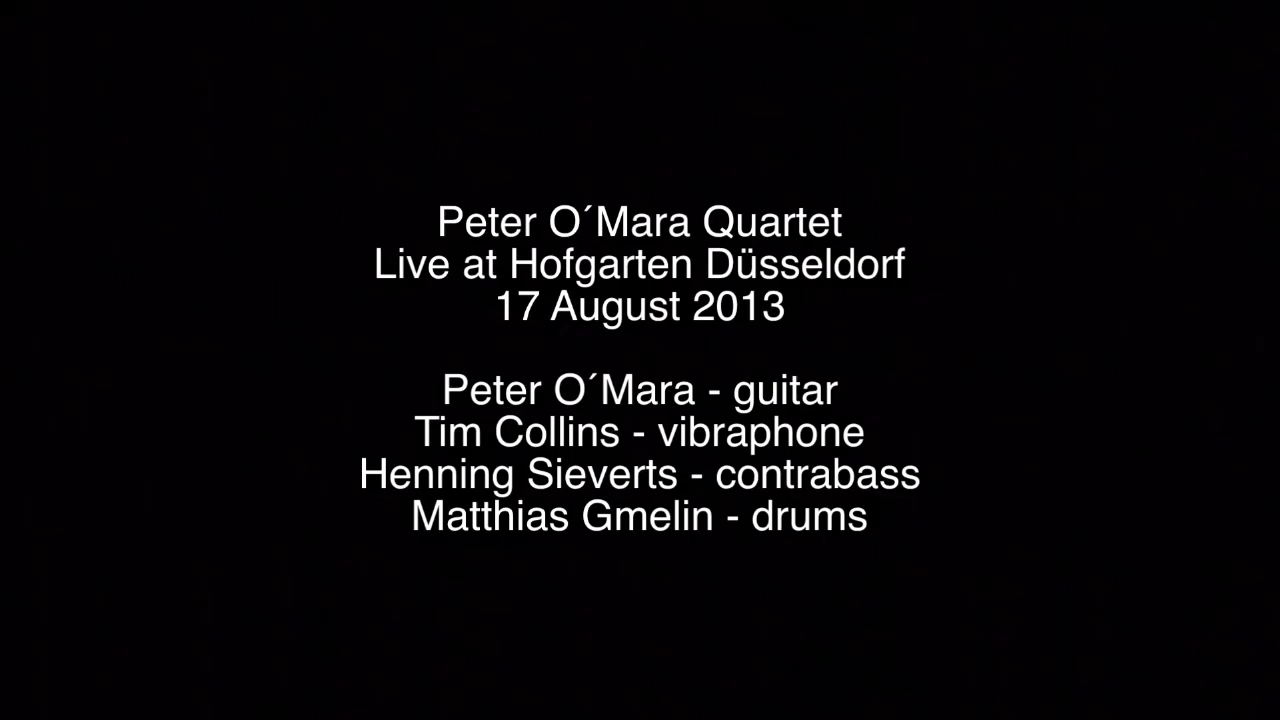 Peter O´Mara Quartet
Live at Hofgarten Düsseldorf
17 August 2013
Peter O´Mara - guitar
Tim Collins - vibraphone
Henning Sieverts - contrabass
Matthias Gmelin - drums